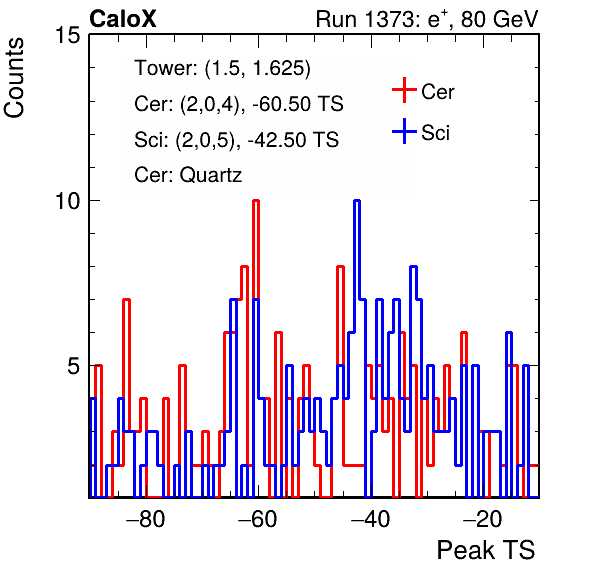 CaloX Run 1373: e⁺, 80 GeV
Counts
15
Tower: (1.5, 1.625)
Cer: (2,0,4), -60.50 TS
Sci: (2,0,5), -42.50 TS
Cer: Quartz
Cer
Sci
10
5
−80 −60 −40 −20
Peak TS